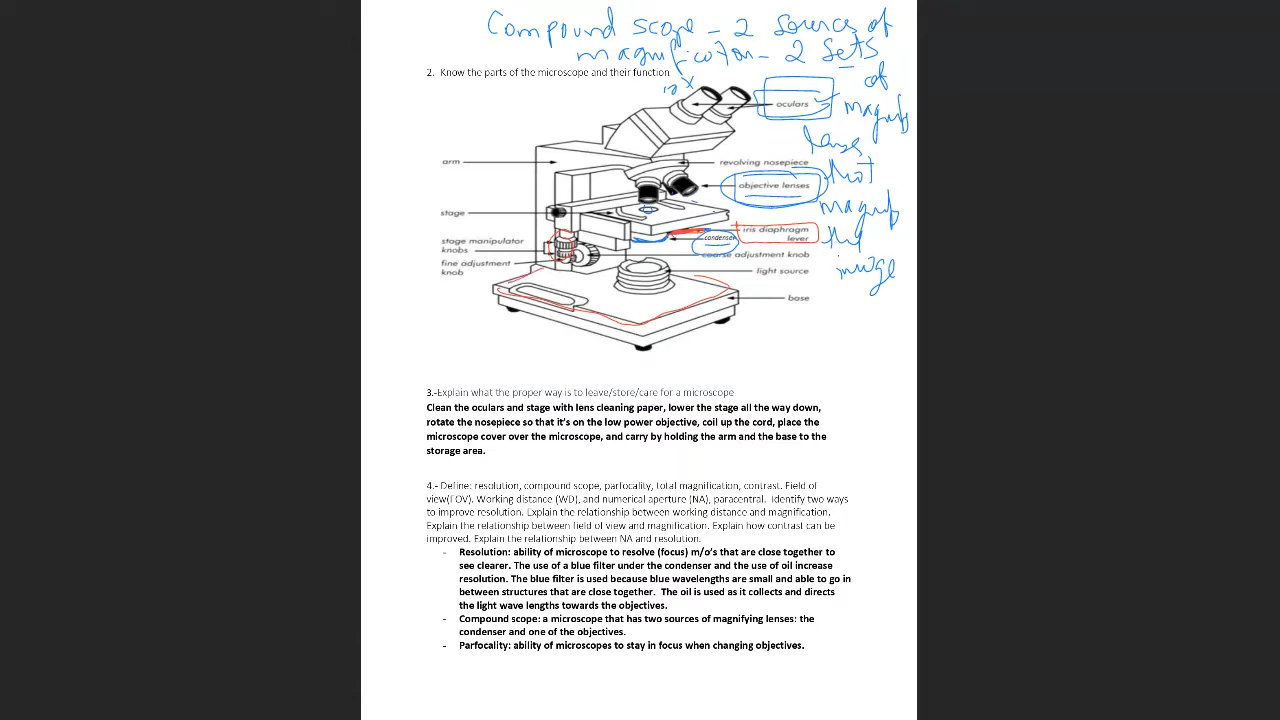 Compound scope - 2 sources of
magnification - 2 sets
of
2. Know the parts of the microscope and their function
10 X
oculars
magnify
lense
arm
revolving nosepiece
that
objective lenses
magnify
stage
iris diaphragm
condenser
lever
the
stage manipulator
knobs
coarse adjustment knob
fine adjustment
knob
light source
image
base
3.-Explain what the proper way is to leave/store/care for a microscope
Clean the oculars and stage with lens cleaning paper, lower the stage all the way down,
rotate the nosepiece so that it's on the low power objective, coil up the cord, place the
microscope cover over the microscope, and carry by holding the arm and the base to the
storage area.
4.- Define: resolution, compound scope, parfocality, total magnification, contrast. Field of
view(FOV). Working distance (WD), and numerical aperture (NA), paracentral. Identify two ways
to improve resolution. Explain the relationship between working distance and magnification.
Explain the relationship between field of view and magnification. Explain how contrast can be
improved. Explain the relationship between NA and resolution.
- Resolution: ability of microscope to resolve (focus) m/o's that are close together to
see clearer. The use of a blue filter under the condenser and the use of oil increase
resolution. The blue filter is used because blue wavelengths are small and able to go in
between structures that are close together. The oil is used as it collects and directs
the light wave lengths towards the objectives.
- Compound scope: a microscope that has two sources of magnifying lenses: the
condenser and one of the objectives.
- Parfocality: ability of microscopes to stay in focus when changing objectives.